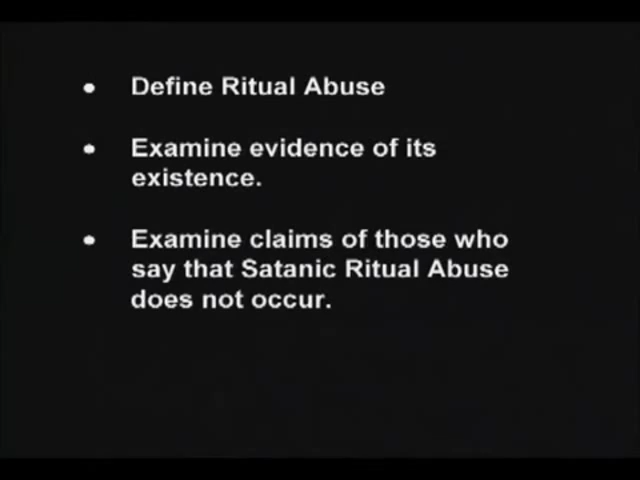 • Define Ritual Abuse
• Examine evidence of its
existence.
• Examine claims of those who
say that Satanic Ritual Abuse
does not occur.